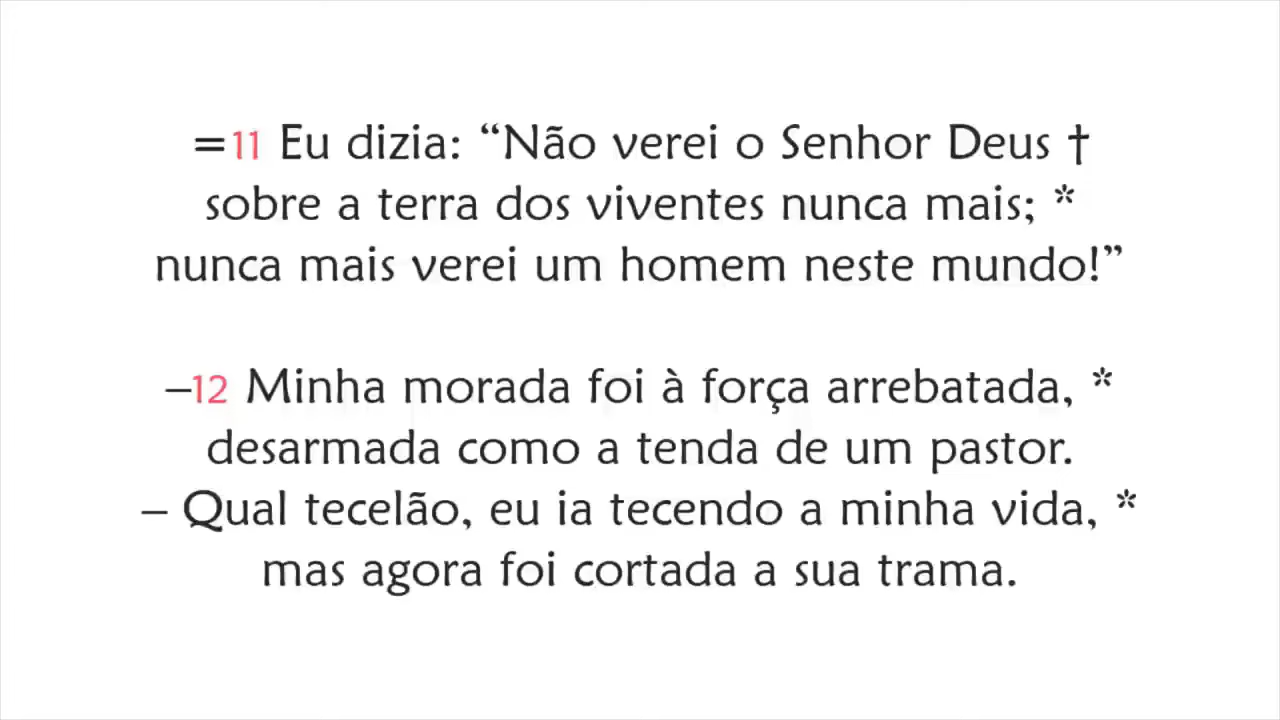 =11 Eu dizia: “Não verei o Senhor Deus †
sobre a terra dos viventes nunca mais; *
nunca mais verei um homem neste mundo!”
–12 Minha morada foi à força arrebatada, *
desarmada como a tenda de um pastor.
– Qual tecelão, eu ia tecendo a minha vida, *
mas agora foi cortada a sua trama.